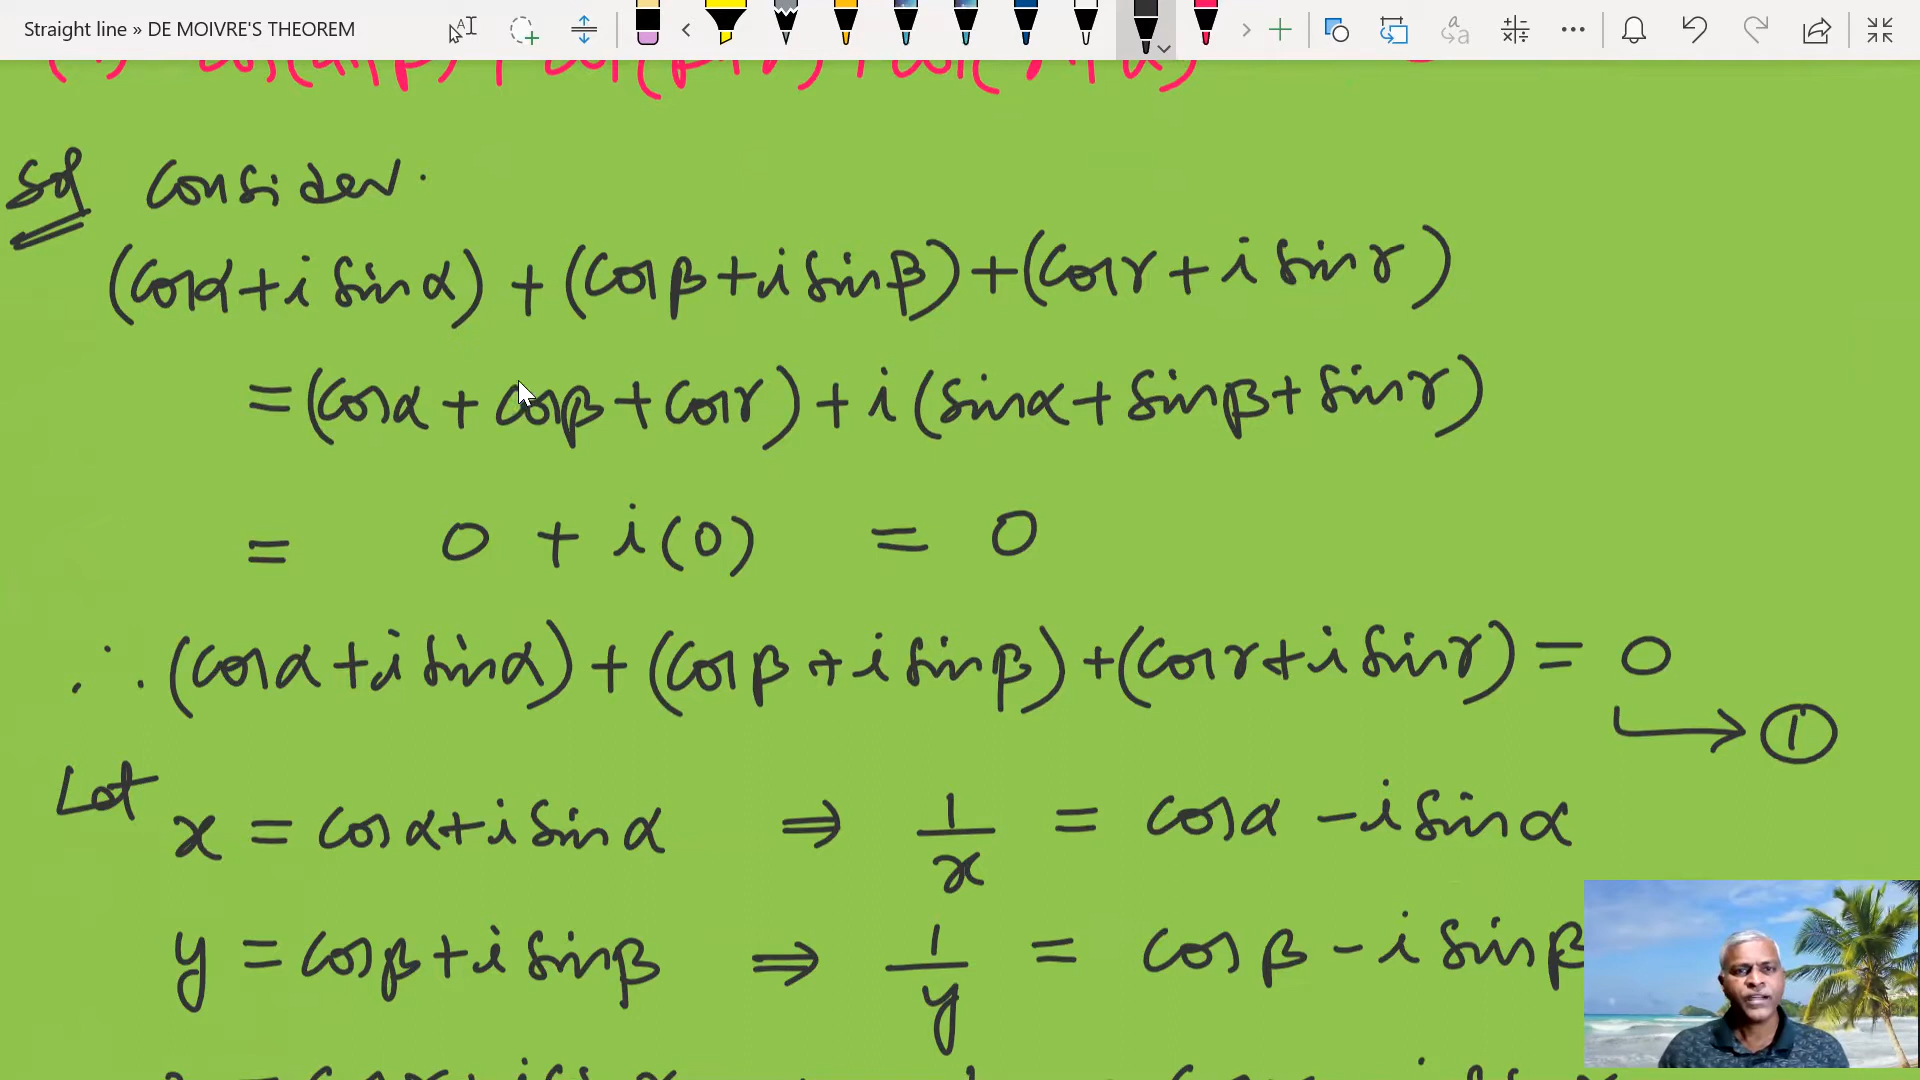 Straight line » DE MOIVRE'S THEOREM
Sol Consider.
(cosα+i sinα) + (cosβ+i sinβ)+(cosγ+i sinγ)
=(cosα + cosβ + cosγ) + i (sinα + sinβ + sinγ)
= 0 + i(0) = 0
∴ (cosα+i sinα) + (cosβ+i sinβ) +(cosγ+i sinγ) = 0
→ ①
Let
x = cosα+i sinα ⇒ 1/x = cosα - i sinα
y = cosβ+i sinβ ⇒ 1/y = cosβ - i sinβ